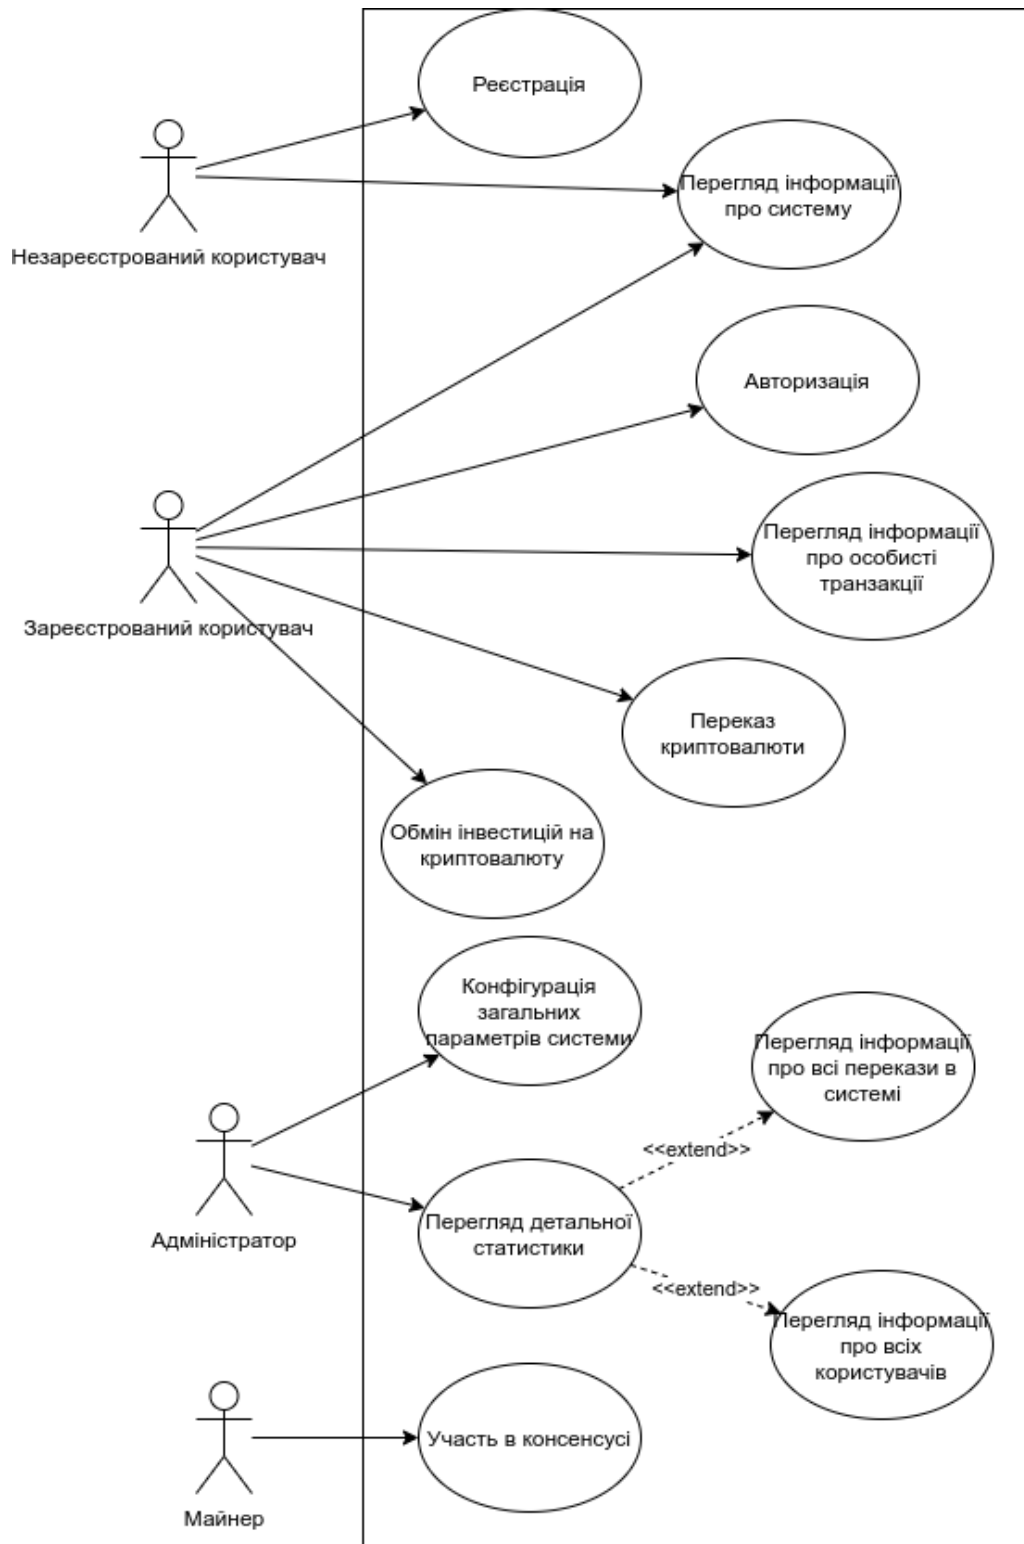 Реєстрація
Перегляд інформації
про систему
Незареєстрований користувач
Авторизація
Перегляд інформації
про особисті
транзакції
Зареєстрований користувач
Переказ
криптовалюти
Обмін інвестицій на
криптовалюту
Конфігурація
загальних
параметрів системи
Перегляд інформації
про всі перекази в
системі
<<extend>>
Перегляд детальної
статистики
Адміністратор
<<extend>>
Перегляд інформації
про всіх
користувачів
Участь в консенсусі
Майнер